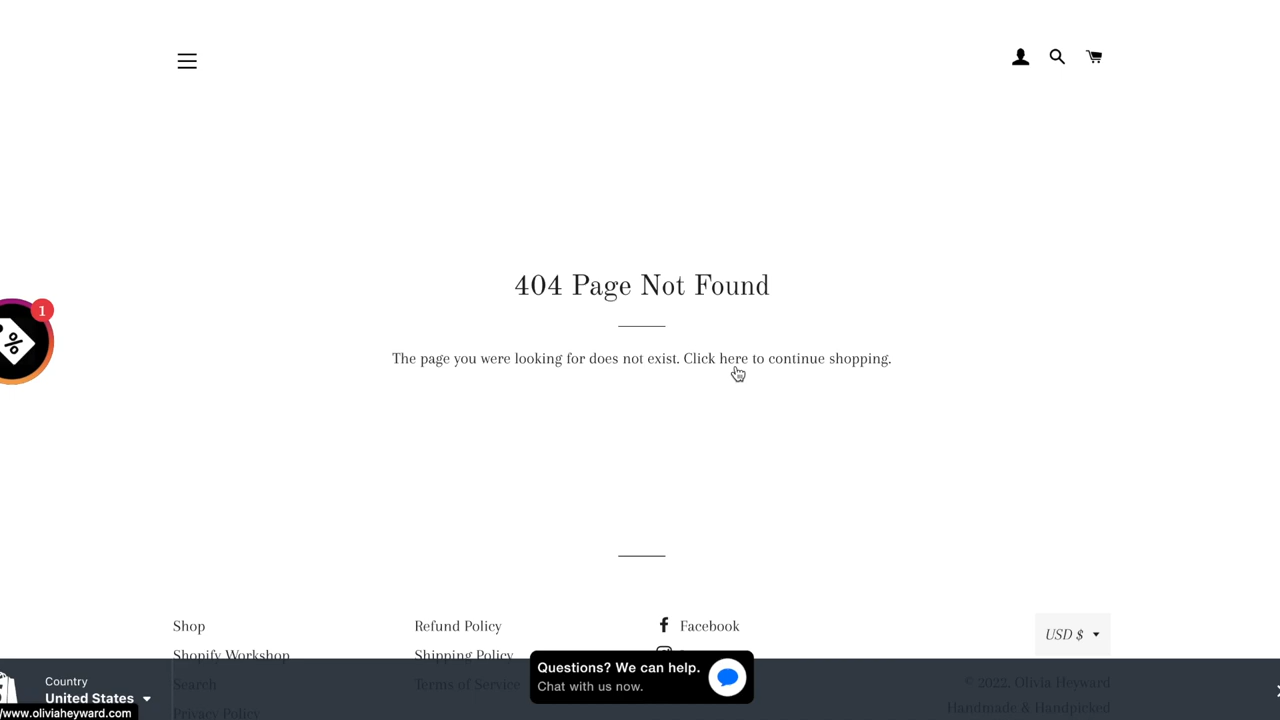 404 Page Not Found
1
%
The page you were looking for does not exist. Click here to continue shopping.
Shop
Refund Policy
Facebook
USD $
Shopify Workshop
Shipping Policy
Questions? We can help.
Chat with us now.
Search
Terms of Service
Country
United States
© 2022, Olivia Heyward
Handmade & Handpicked
Privacy Policy
/www.oliviaheyward.com